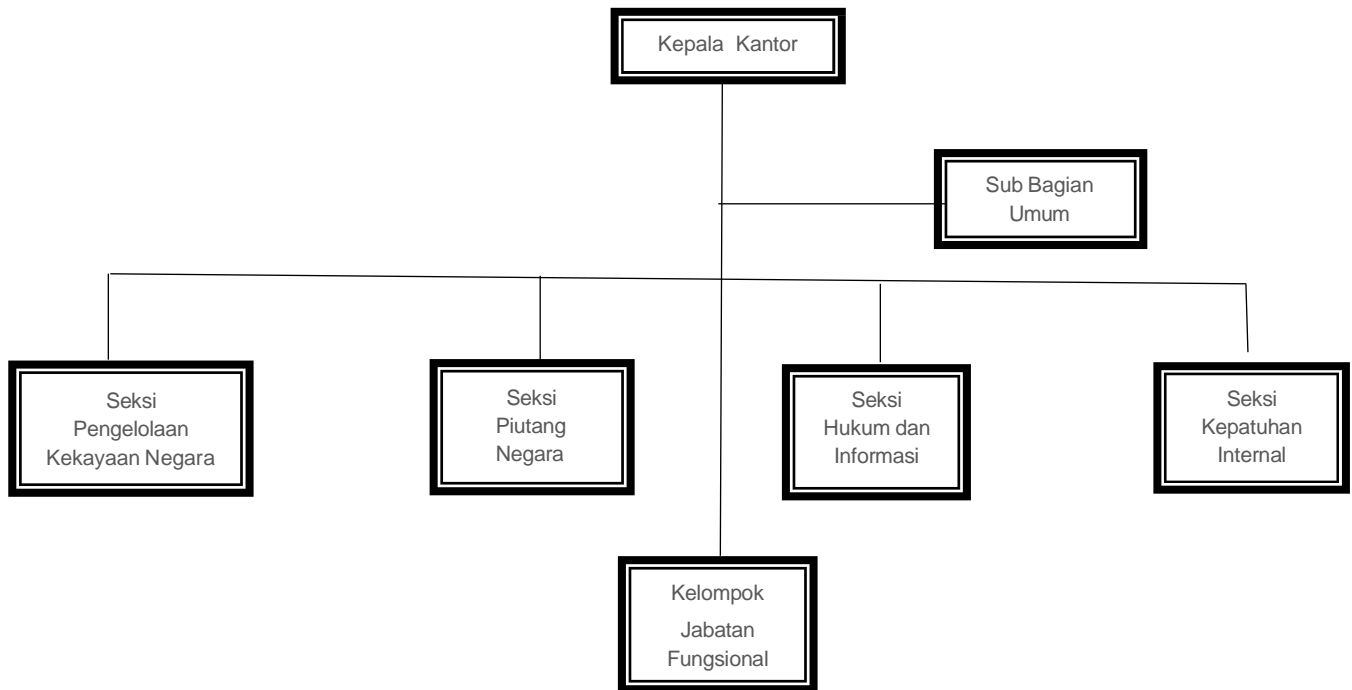 Kepala Kantor
Sub Bagian
Umum
Seksi
Pengelolaan
Kekayaan Negara
Seksi
Piutang
Negara
Seksi
Hukum dan
Informasi
Seksi
Kepatuhan
Internal
Kelompok
Jabatan
Fungsional